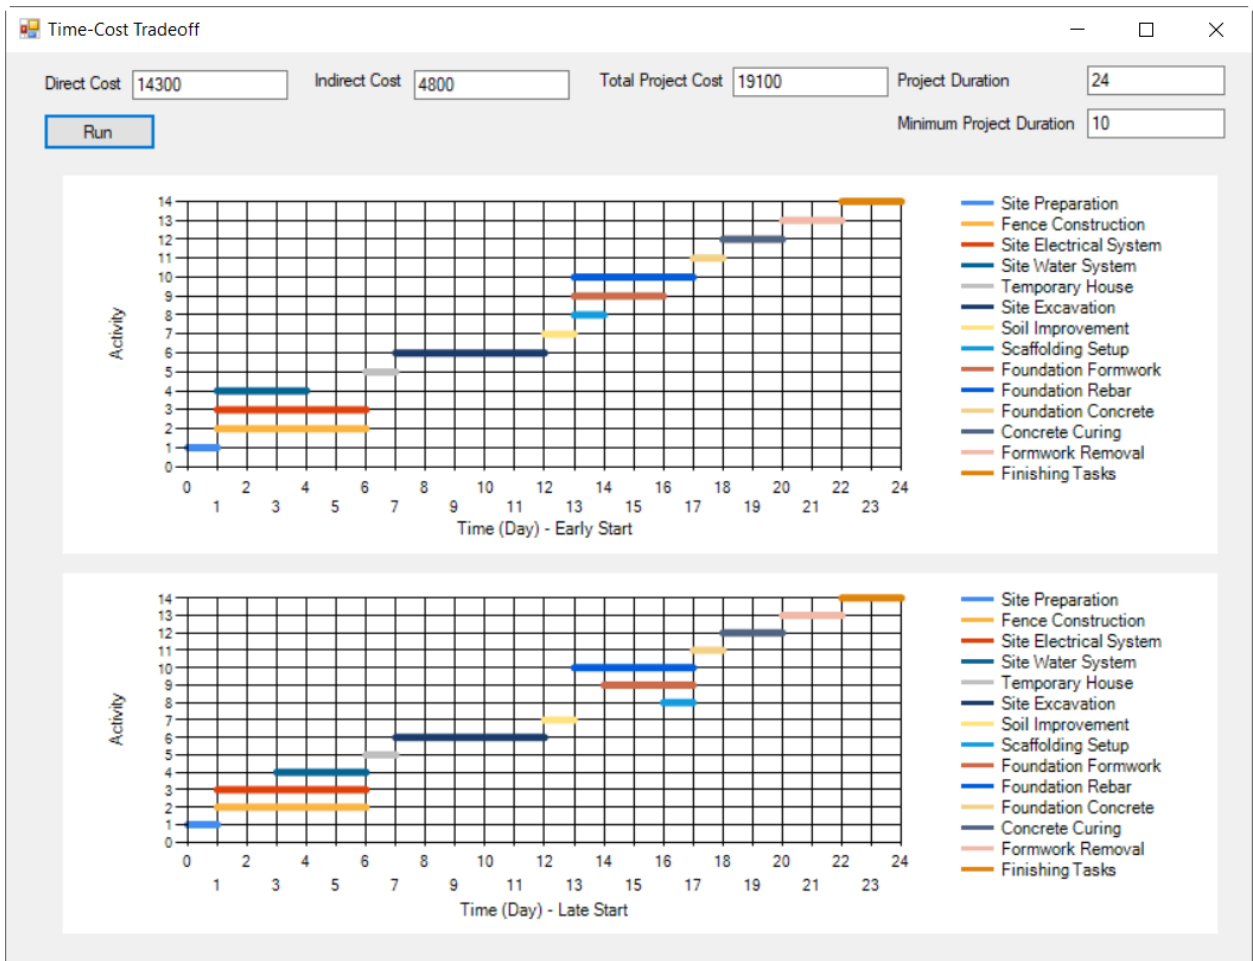 Time-Cost Tradeoff
Direct Cost 14300 Indirect Cost 4800 Total Project Cost 19100 Project Duration 24
Run Minimum Project Duration 10
14
13
12
11
10
9
8
7
6
5
4
3
2
1
0
Activity
0 2 4 6 8 10 12 14 16 18 20 22 24
1 3 5 7 9 11 13 15 17 19 21 23
Time (Day) - Early Start
Site Preparation
Fence Construction
Site Electrical System
Site Water System
Temporary House
Site Excavation
Soil Improvement
Scaffolding Setup
Foundation Formwork
Foundation Rebar
Foundation Concrete
Concrete Curing
Formwork Removal
Finishing Tasks
14
13
12
11
10
9
8
7
6
5
4
3
2
1
0
Activity
0 2 4 6 8 10 12 14 16 18 20 22 24
1 3 5 7 9 11 13 15 17 19 21 23
Time (Day) - Late Start
Site Preparation
Fence Construction
Site Electrical System
Site Water System
Temporary House
Site Excavation
Soil Improvement
Scaffolding Setup
Foundation Formwork
Foundation Rebar
Foundation Concrete
Concrete Curing
Formwork Removal
Finishing Tasks